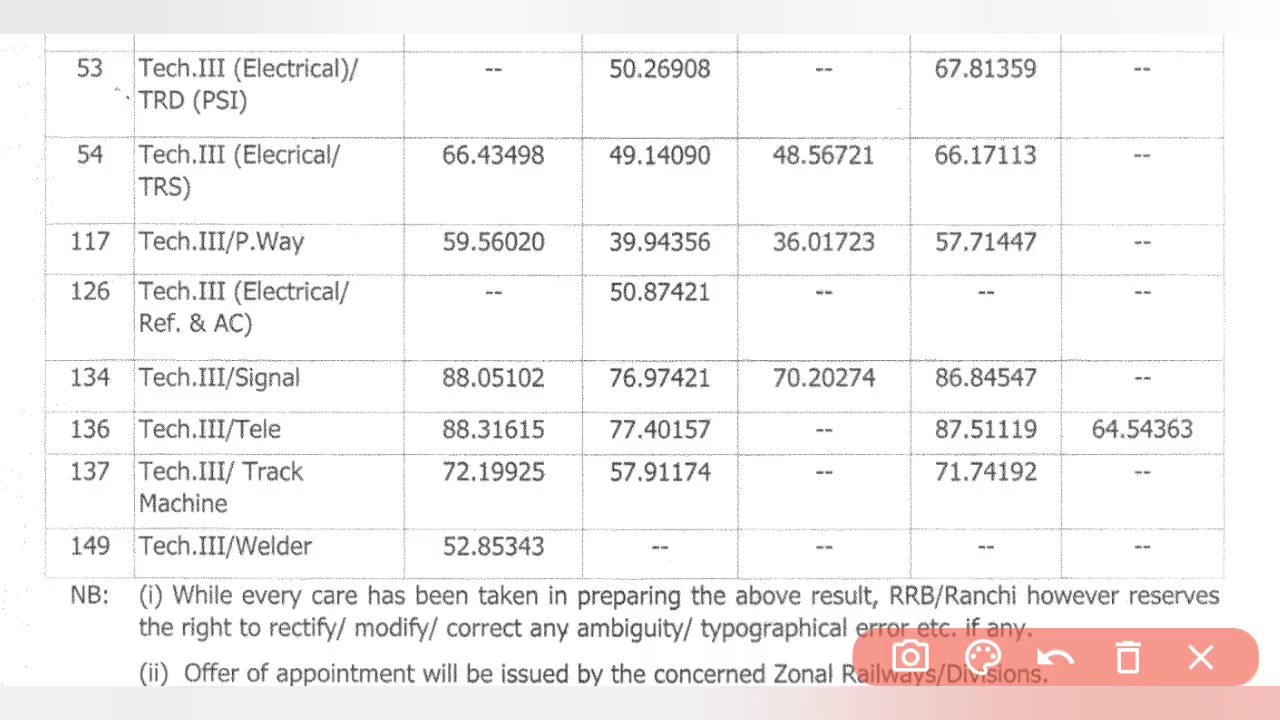 53 Tech.III (Electrical)/ -- 50.26908 -- 67.81359 --
TRD (PSI)
54 Tech.III (Elecrical/ 66.43498 49.14090 48.56721 66.17113 --
TRS)
117 Tech.III/P.Way 59.56020 39.94356 36.01723 57.71447 --
126 Tech.III (Electrical/ -- 50.87421 -- -- --
Ref. & AC)
134 Tech.III/Signal 88.05102 76.97421 70.20274 86.84547 --
136 Tech.III/Tele 88.31615 77.40157 -- 87.51119 64.54363
137 Tech.III/ Track 72.19925 57.91174 -- 71.74192 --
Machine
149 Tech.III/Welder 52.85343 -- -- -- --
NB: (i) While every care has been taken in preparing the above result, RRB/Ranchi however reserves
the right to rectify/ modify/ correct any ambiguity/ typographical error etc. if any.
(ii) Offer of appointment will be issued by the concerned Zonal Railways/Divisions.